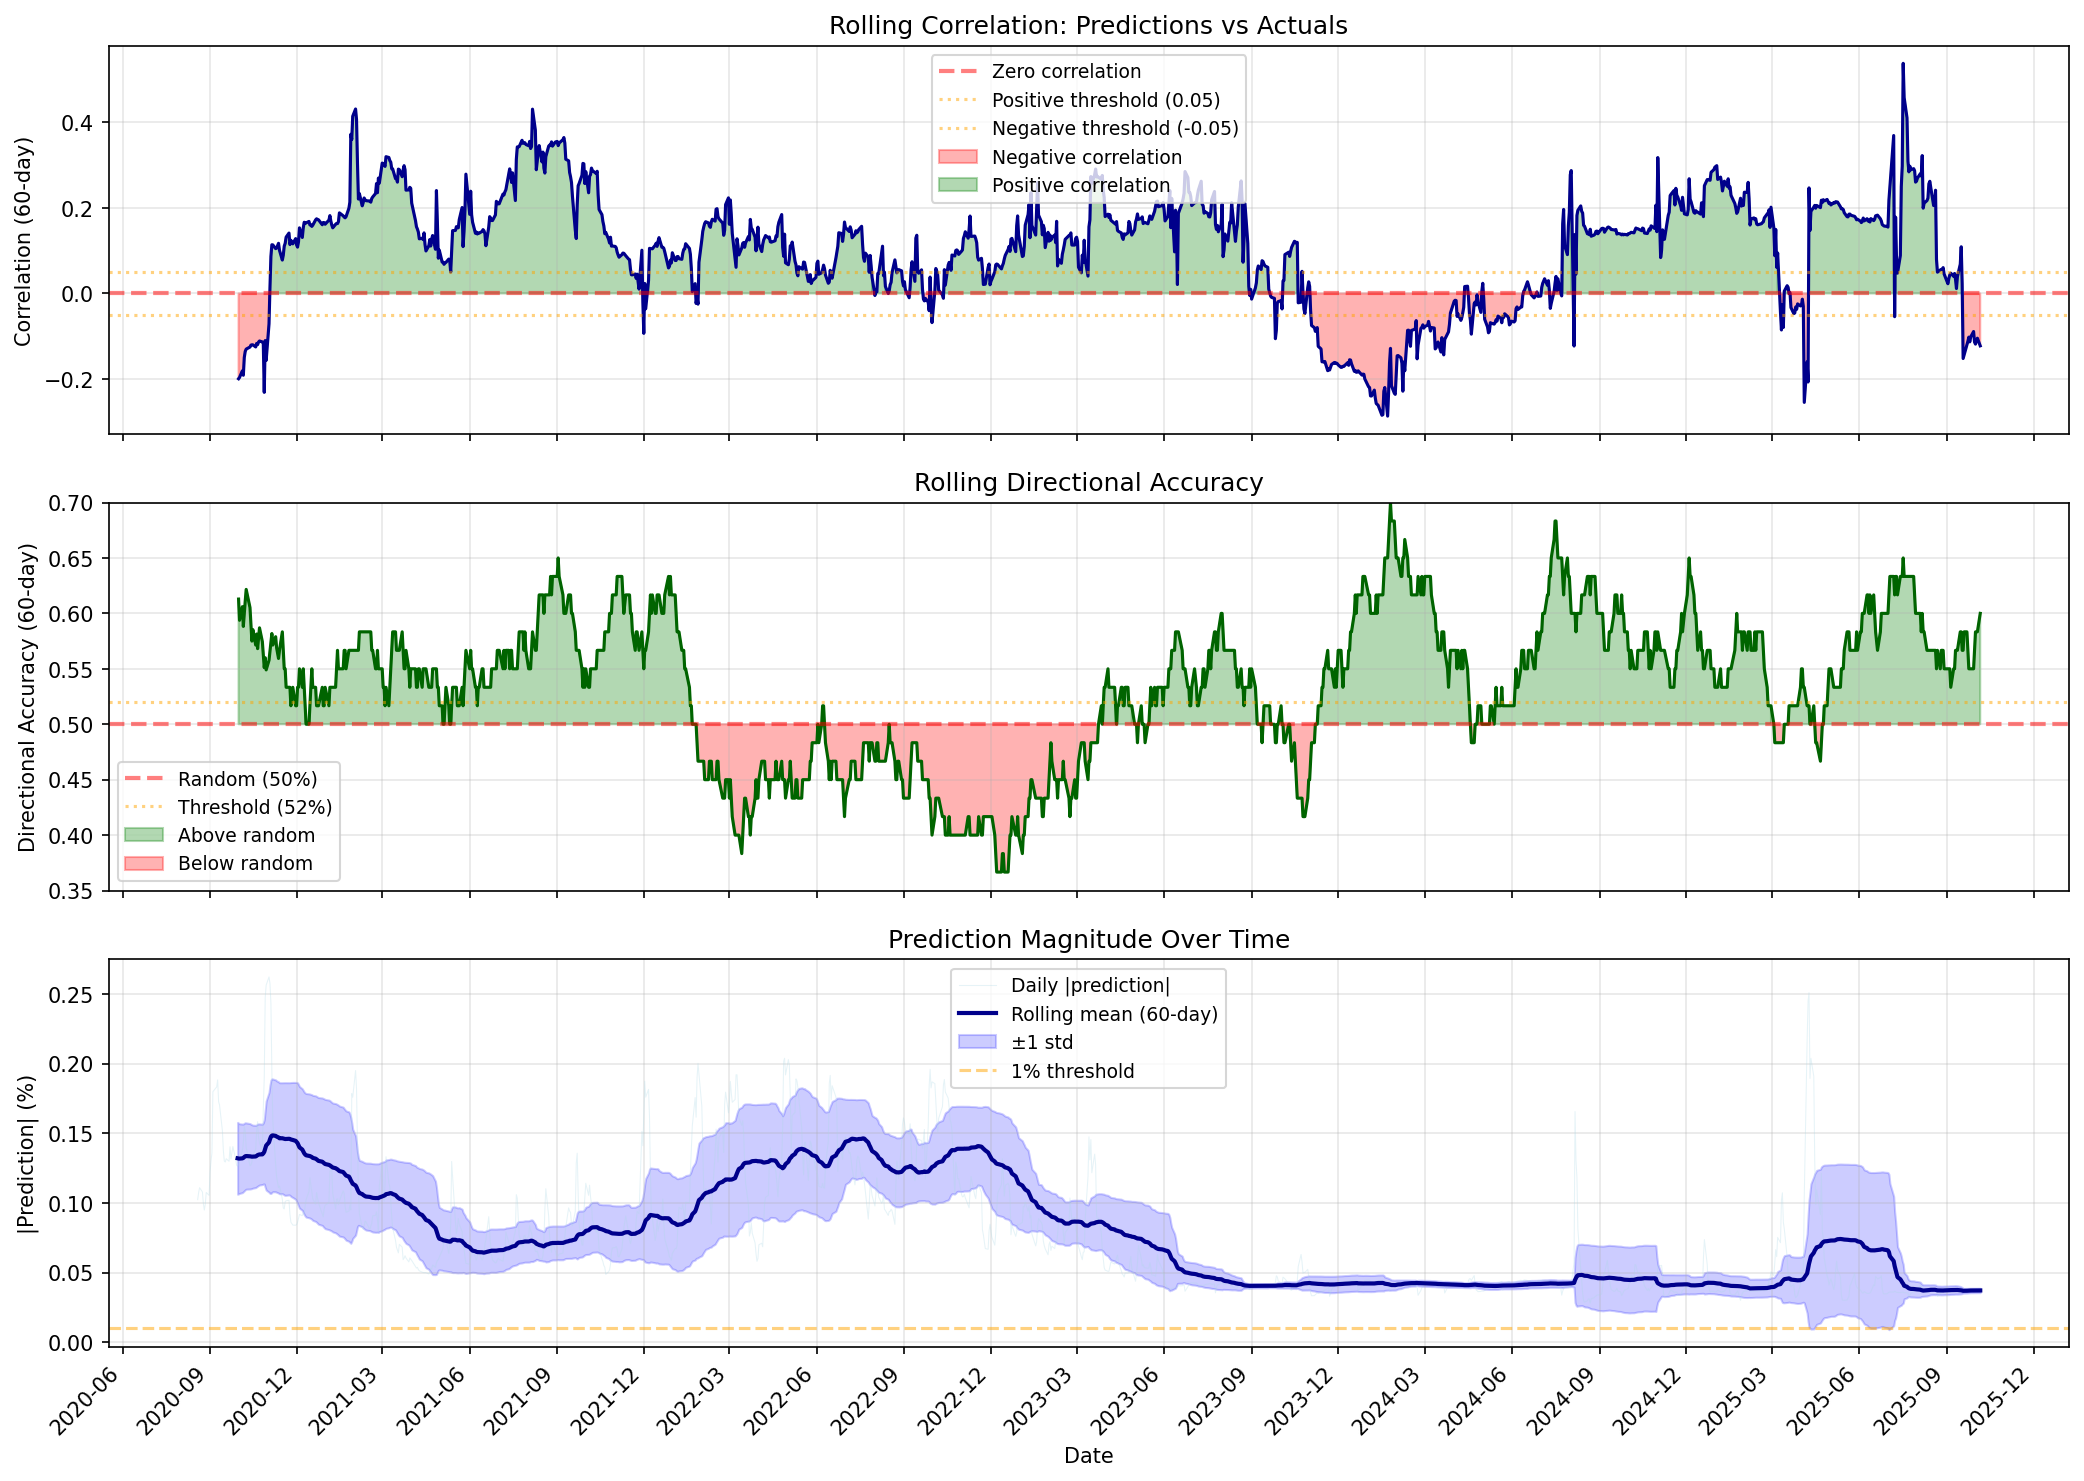 Rolling Correlation: Predictions vs Actuals
Correlation (60-day)
0.4
0.2
0.0
−0.2
Zero correlation
Positive threshold (0.05)
Negative threshold (-0.05)
Negative correlation
Positive correlation
Rolling Directional Accuracy
Directional Accuracy (60-day)
0.70
0.65
0.60
0.55
0.50
0.45
0.40
0.35
Random (50%)
Threshold (52%)
Above random
Below random
Prediction Magnitude Over Time
|Prediction| (%)
0.25
0.20
0.15
0.10
0.05
0.00
Daily |prediction|
Rolling mean (60-day)
±1 std
1% threshold
2020-06
2020-09
2020-12
2021-03
2021-06
2021-09
2021-12
2022-03
2022-06
2022-09
2022-12
2023-03
2023-06
2023-09
2023-12
2024-03
2024-06
2024-09
2024-12
2025-03
2025-06
2025-09
2025-12
Date